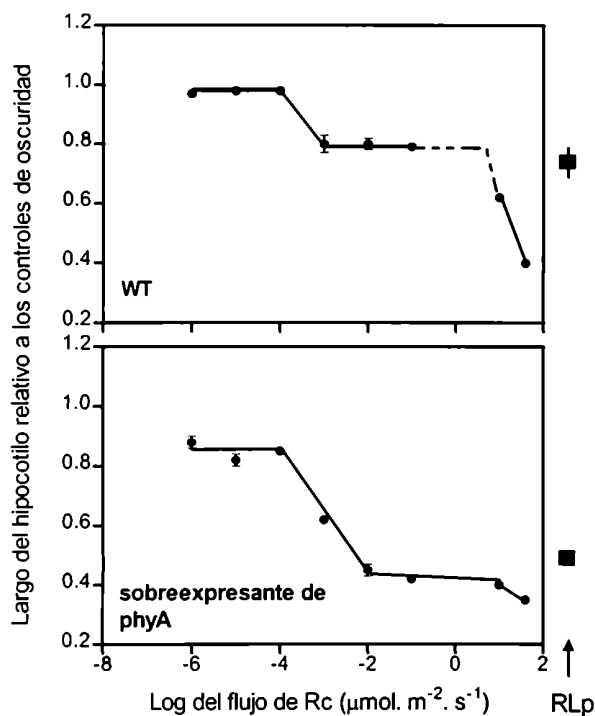 Largo del hipocotilo relativo a los controles de oscuridad
1.2
1.0
0.8
0.6
0.4
0.2
WT
1.2
1.0
0.8
0.6
0.4
0.2
sobreexpresante de
phyA
-8 -6 -4 -2 0 2
Log del flujo de Rc (μmol. m⁻². s⁻¹)
RLp